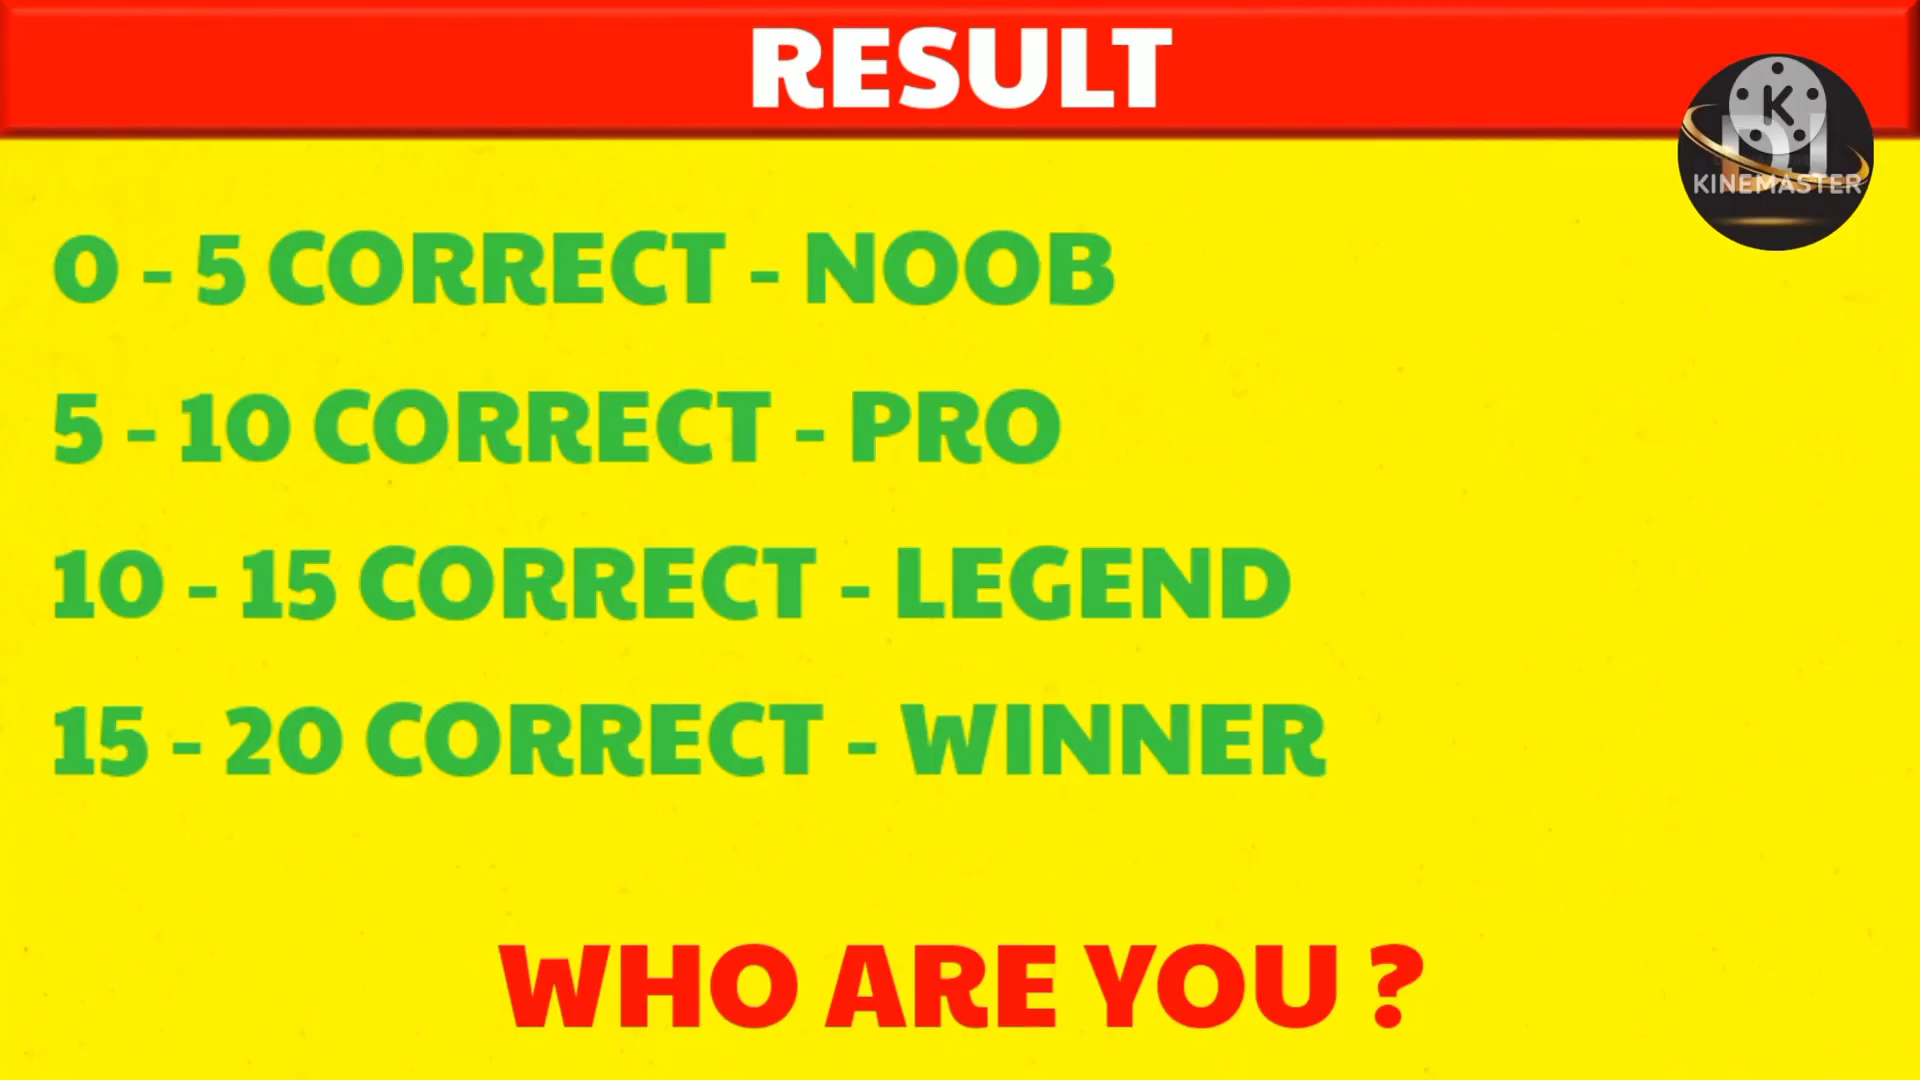 RESULT
KINEMASTER
0 - 5 CORRECT - NOOB
5 - 10 CORRECT - PRO
10 - 15 CORRECT - LEGEND
15 - 20 CORRECT - WINNER
WHO ARE YOU ?